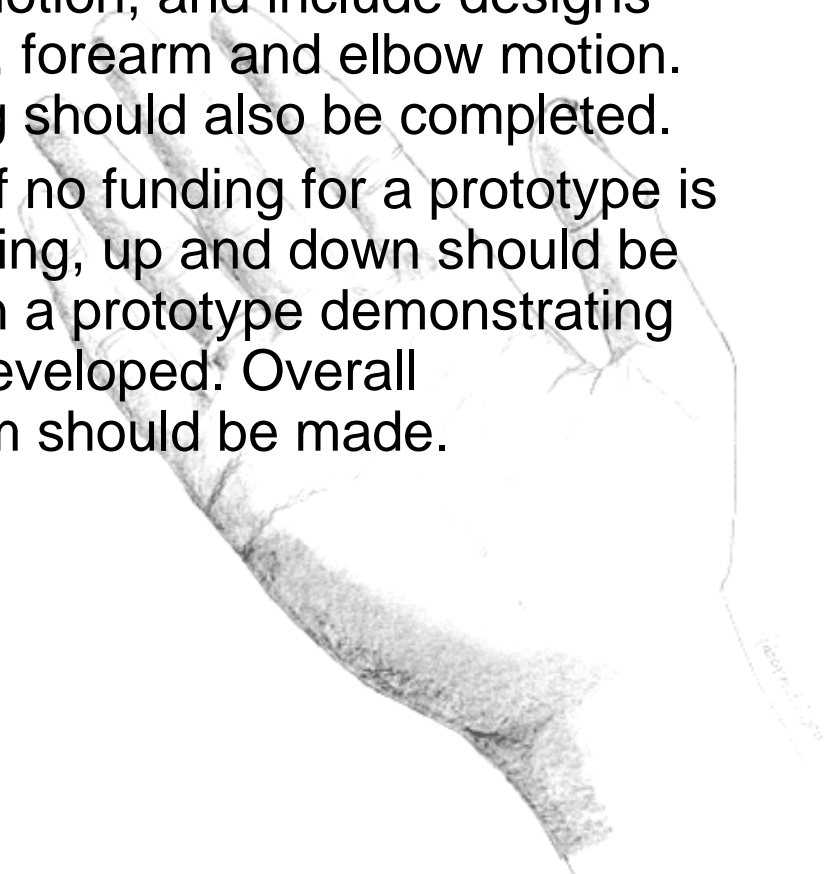 otion, and include designs
forearm and elbow motion.
g should also be completed.
f no funding for a prototype is
ing, up and down should be
a prototype demonstrating
eveloped. Overall
should be made.